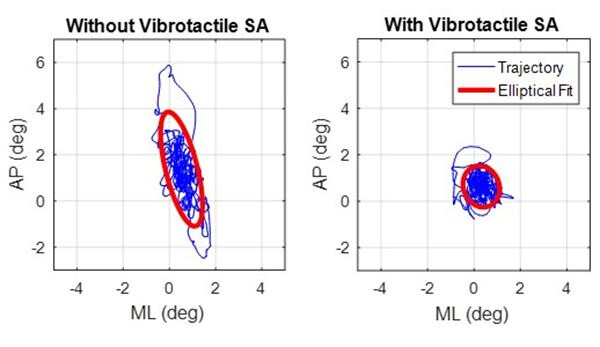 Without Vibrotactile SA
6
4
2
0
-2
AP (deg)
-4
-2
0
2
4
ML (deg)
With Vibrotactile SA
Trajectory
Elliptical Fit
6
4
2
0
-2
AP (deg)
-4
-2
0
2
4
ML (deg)